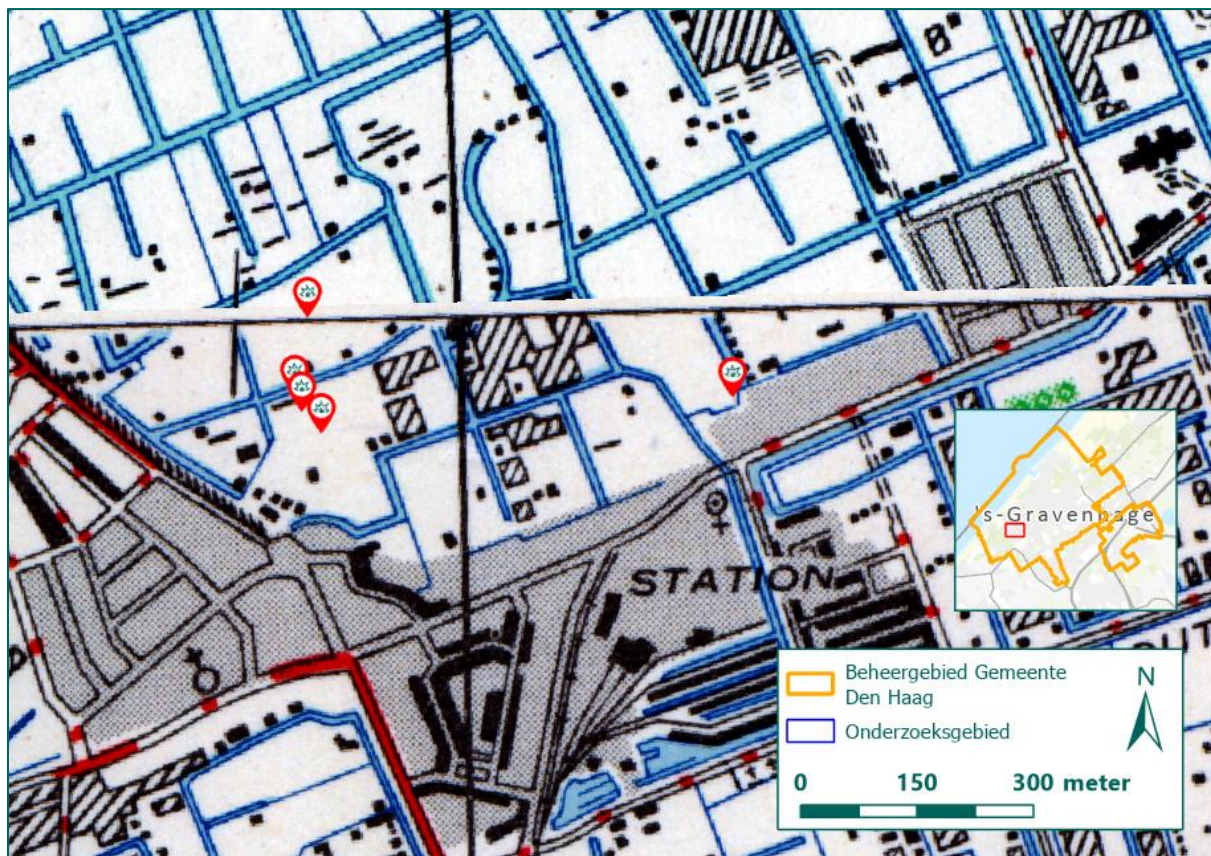 's-Gravenhage
STATION
Beheergebied Gemeente
Den Haag
N
Onderzoeksgebied
0 150 300 meter